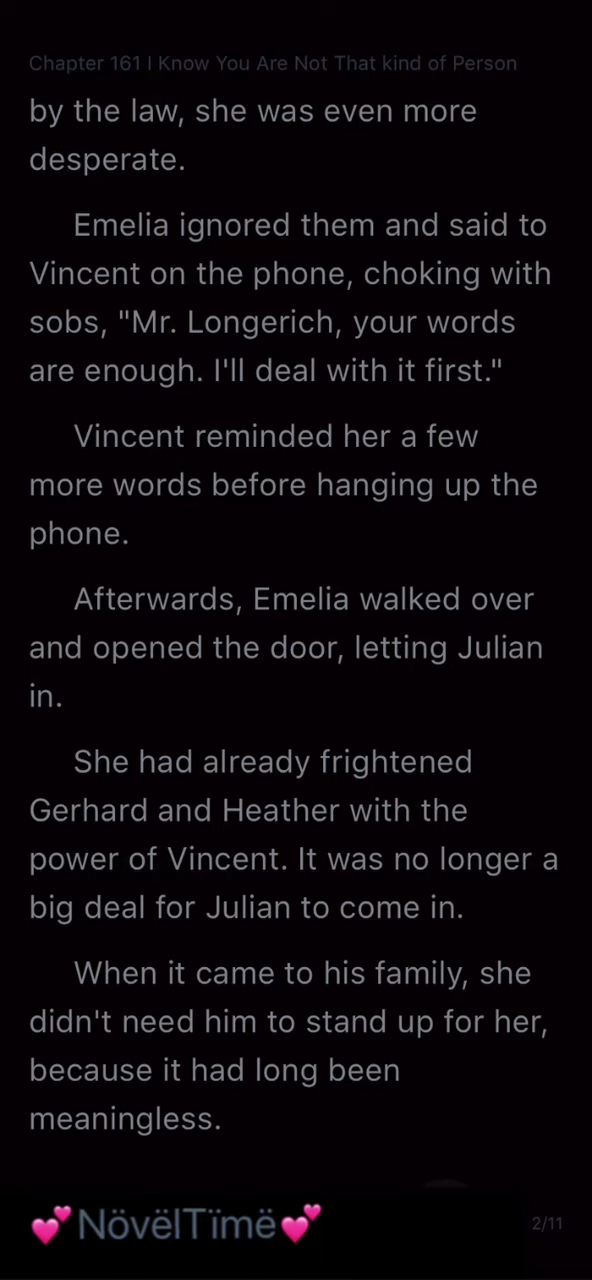 Chapter 161 I Know You Are Not That kind of Person
by the law, she was even more
desperate.
Emelia ignored them and said to
Vincent on the phone, choking with
sobs, "Mr. Longerich, your words
are enough. I'll deal with it first."
Vincent reminded her a few
more words before hanging up the
phone.
Afterwards, Emelia walked over
and opened the door, letting Julian
in.
She had already frightened
Gerhard and Heather with the
power of Vincent. It was no longer a
big deal for Julian to come in.
When it came to his family, she
didn't need him to stand up for her,
because it had long been
meaningless.
💕NövëlTïmë💕
2/11